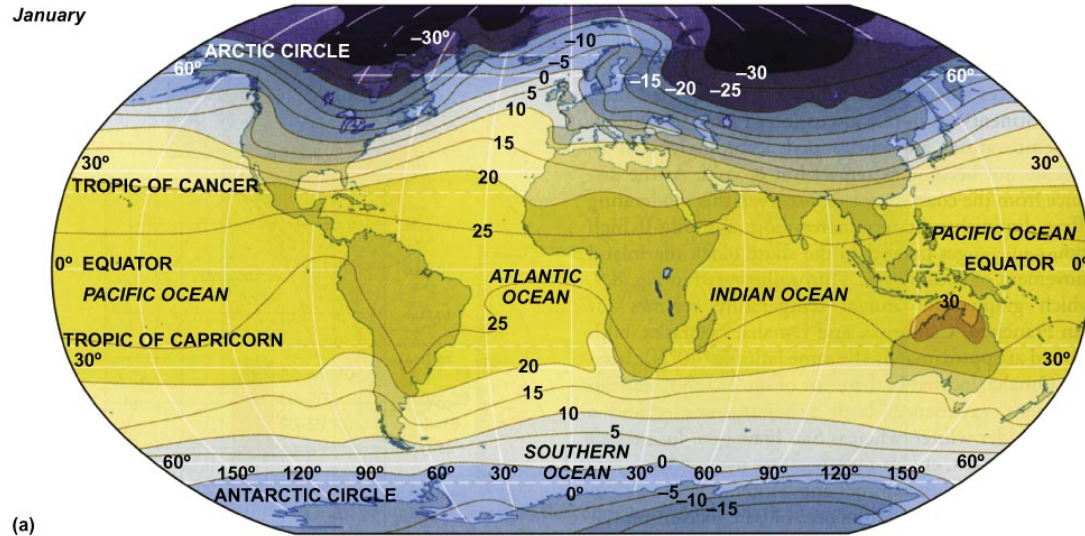 January
–30º
ARCTIC CIRCLE
60º
–10
–5
0
5
10
–15
–20
–25
–30
60º
15
30º
30º
TROPIC OF CANCER
20
25
PACIFIC OCEAN
0º EQUATOR
EQUATOR 0º
ATLANTIC
OCEAN
PACIFIC OCEAN
INDIAN OCEAN
30
25
TROPIC OF CAPRICORN
30º
30º
20
15
10
5
SOUTHERN
OCEAN
0
60º
150º
120º
90º
60º
30º
0º
30º
60º
90º
120º
150º
60º
ANTARCTIC CIRCLE
–5
–10
–15
(a)